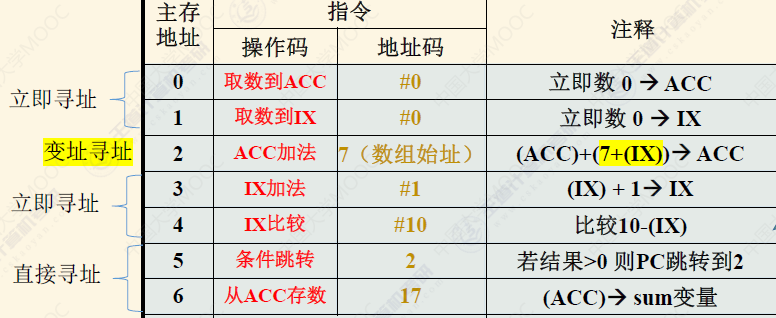 主存地址 指令 注释
操作码 地址码
立即寻址
0 取数到ACC #0 立即数 0 → ACC
1 取数到IX #0 立即数 0 → IX
变址寻址 2 ACC加法 7（数组始址） (ACC)+(7+(IX))→ ACC
立即寻址
3 IX加法 #1 (IX) + 1→ IX
4 IX比较 #10 比较10-(IX)
直接寻址
5 条件跳转 2 若结果>0 则PC跳转到2
6 从ACC存数 17 (ACC)→ sum变量